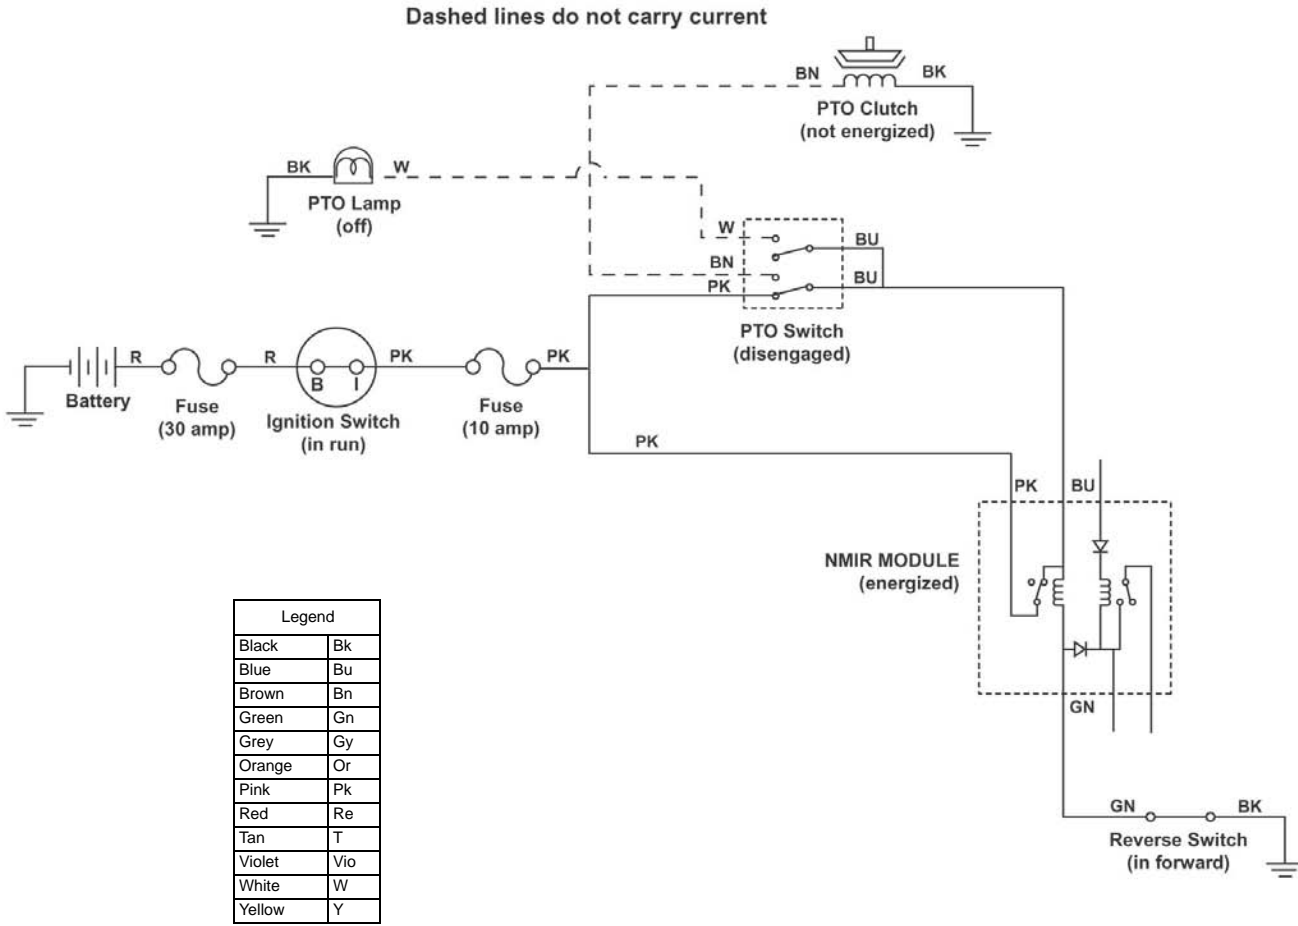 Dashed lines do not carry current
BN
BK
PTO Clutch
(not energized)
BK
W
PTO Lamp
(off)
W
BU
BN
BU
PK
PTO Switch
(disengaged)
R
R
B
I
PK
PK
Battery
Fuse
(30 amp)
Ignition Switch
(in run)
Fuse
(10 amp)
PK
PK
BU
NMIR MODULE
(energized)
GN
GN
BK
Reverse Switch
(in forward)
Legend
Black Bk
Blue Bu
Brown Bn
Green Gn
Grey Gy
Orange Or
Pink Pk
Red Re
Tan T
Violet Vio
White W
Yellow Y